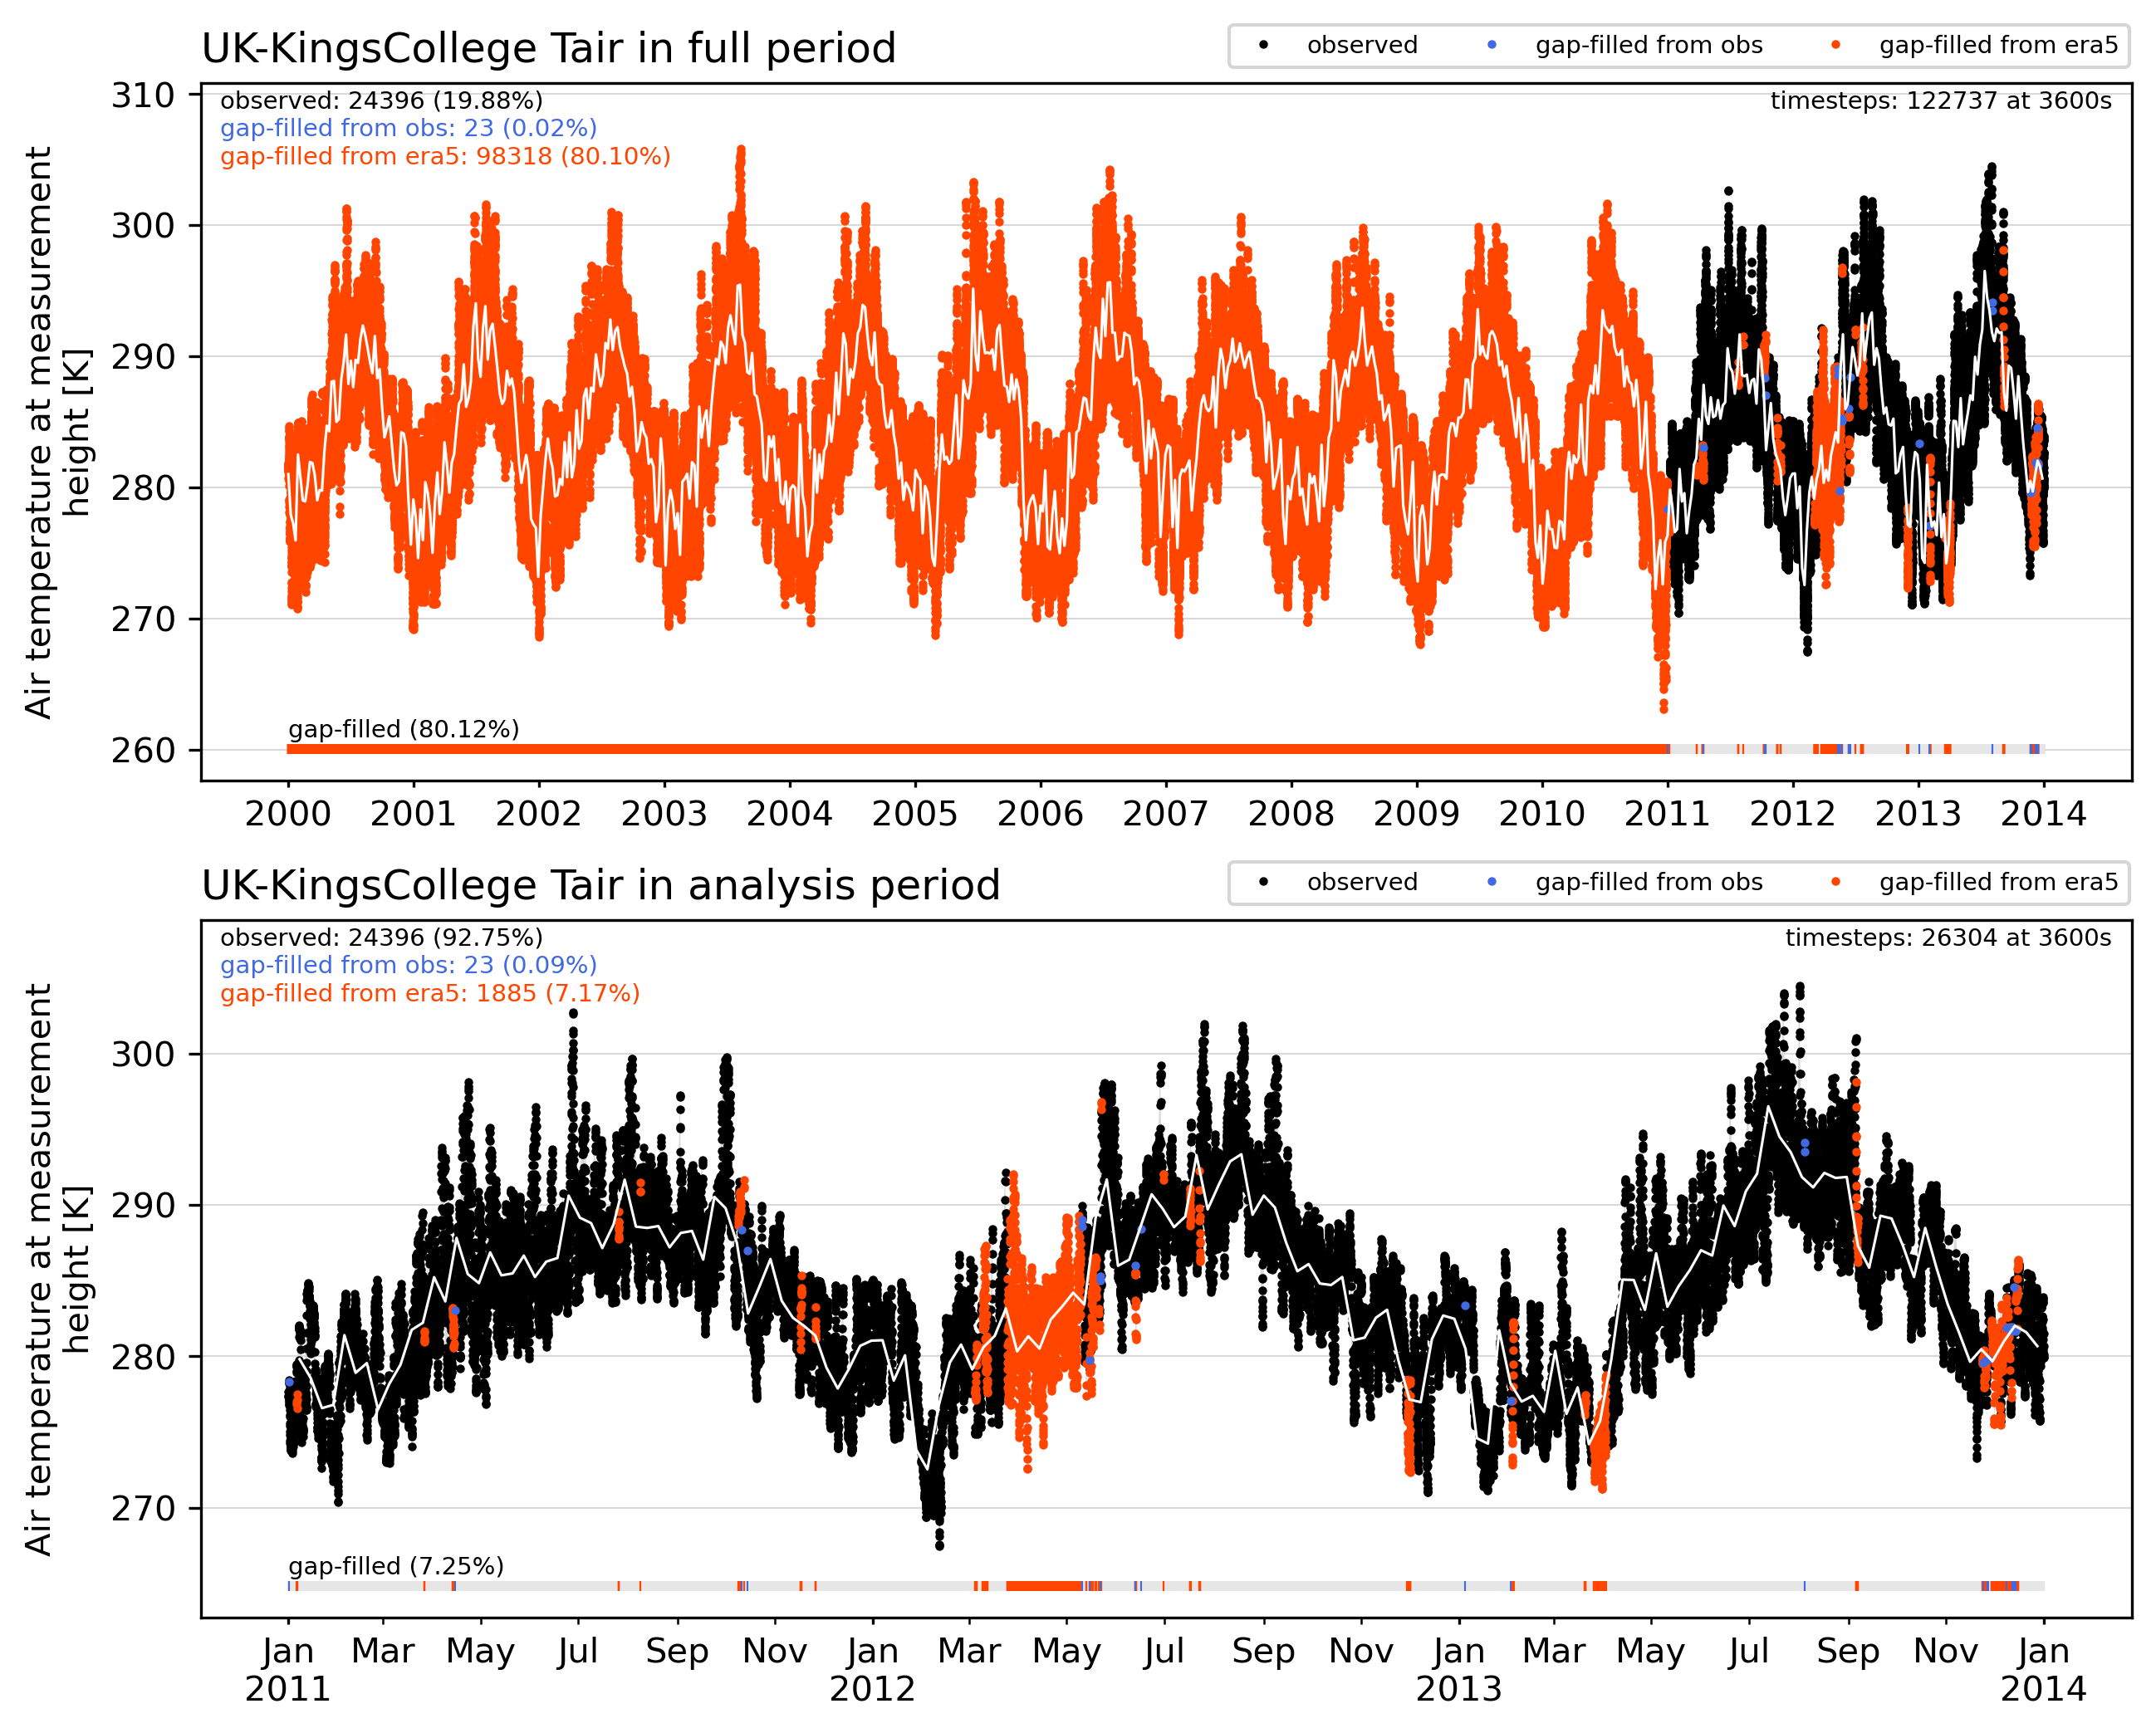 UK-KingsCollege Tair in full period
observed gap-filled from obs gap-filled from era5
observed: 24396 (19.88%)
gap-filled from obs: 23 (0.02%)
gap-filled from era5: 98318 (80.10%)
timesteps: 122737 at 3600s
Air temperature at measurement
height [K]
310
300
290
280
270
260
gap-filled (80.12%)
2000 2001 2002 2003 2004 2005 2006 2007 2008 2009 2010 2011 2012 2013 2014
UK-KingsCollege Tair in analysis period
observed gap-filled from obs gap-filled from era5
observed: 24396 (92.75%)
gap-filled from obs: 23 (0.09%)
gap-filled from era5: 1885 (7.17%)
timesteps: 26304 at 3600s
Air temperature at measurement
height [K]
300
290
280
270
gap-filled (7.25%)
Jan Mar May Jul Sep Nov Jan Mar May Jul Sep Nov Jan Mar May Jul Sep Nov Jan
2011 2012 2013 2014